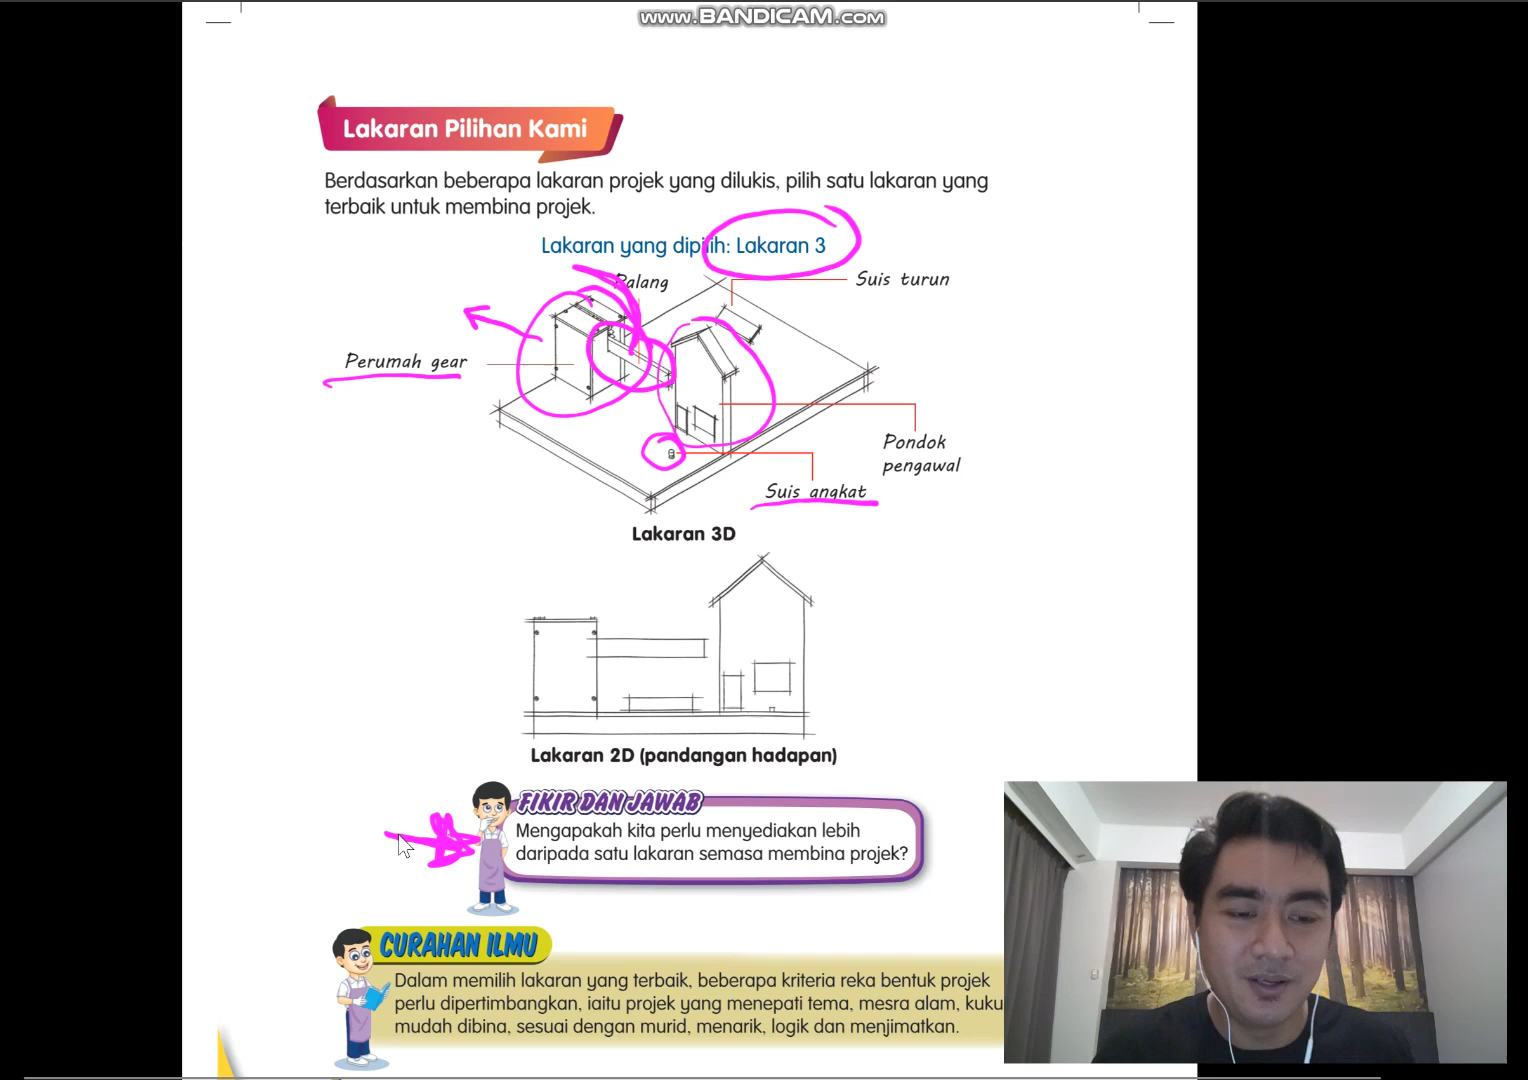 WWW.BANDICAM.COM
Lakaran Pilihan Kami
Berdasarkan beberapa lakaran projek yang dilukis, pilih satu lakaran yang
terbaik untuk membina projek.
Lakaran yang dipilih: Lakaran 3
Palang
Suis turun
Perumah gear
Pondok
pengawal
Suis angkat
Lakaran 3D
Lakaran 2D (pandangan hadapan)
FIKIR DAN JAWAB
Mengapakah kita perlu menyediakan lebih
daripada satu lakaran semasa membina projek?
CURAHAN ILMU
Dalam memilih lakaran yang terbaik, beberapa kriteria reka bentuk projek
perlu dipertimbangkan, iaitu projek yang menepati tema, mesra alam, kuku
mudah dibina, sesuai dengan murid, menarik, logik dan menjimatkan.